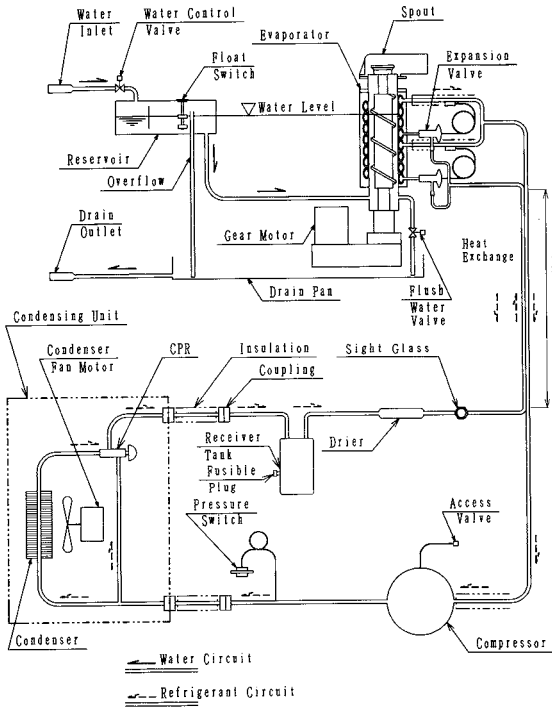 Water
Inlet
Water Control
Valve
Spout
Evaporator
Float
Switch
Expansion
Valve
Water Level
Reservoir
Overflow
Drain
Outlet
Gear Motor
Heat
Exchange
Drain Pan
Flush
Water
Valve
Condensing Unit
Condenser
Fan Motor
CPR
Insulation
Coupling
Sight Glass
Receiver
Tank
Drier
Fusible
Plug
Pressure
Switch
Access
Valve
Condenser
Compressor
Water Circuit
Refrigerant Circuit